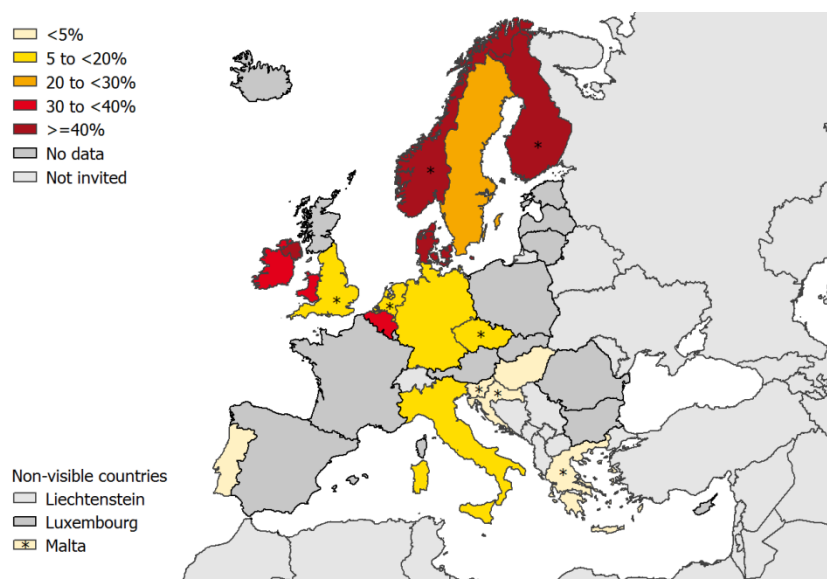 <5%
5 to <20%
20 to <30%
30 to <40%
>=40%
No data
Not invited
Non-visible countries
Liechtenstein
Luxembourg
* Malta